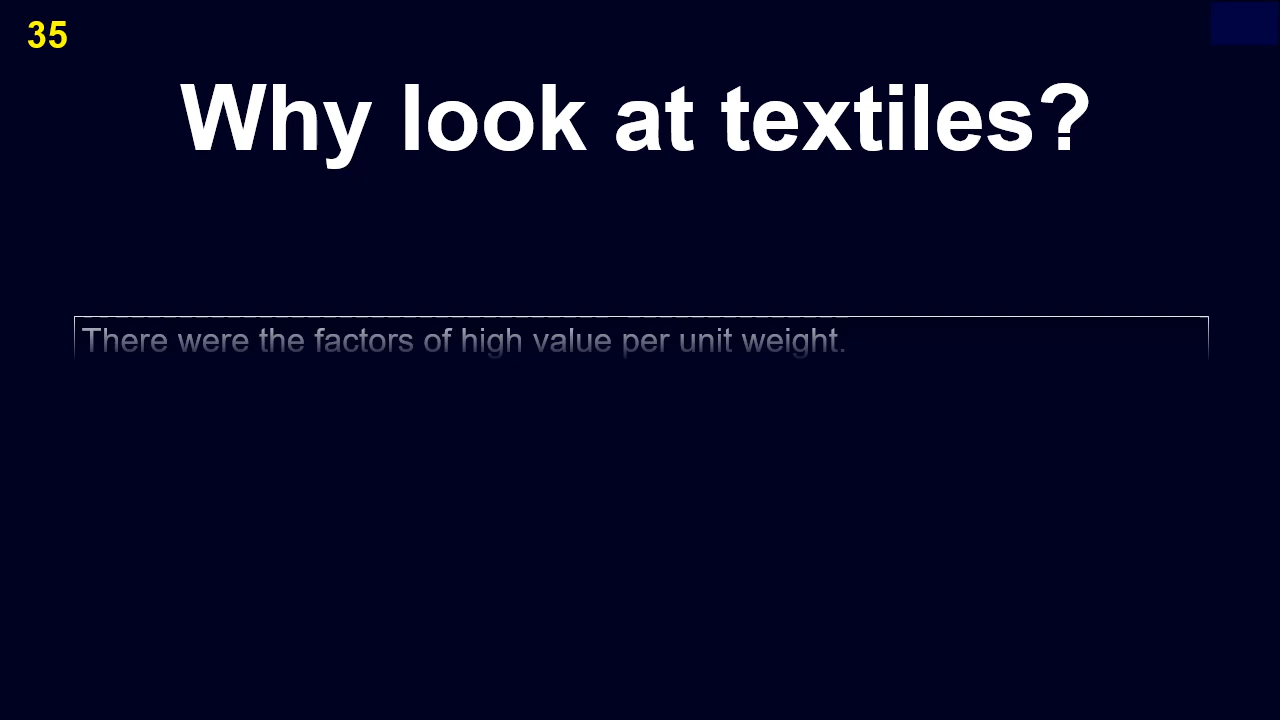 35
Why look at textiles?
There were the factors of high value per unit weight.